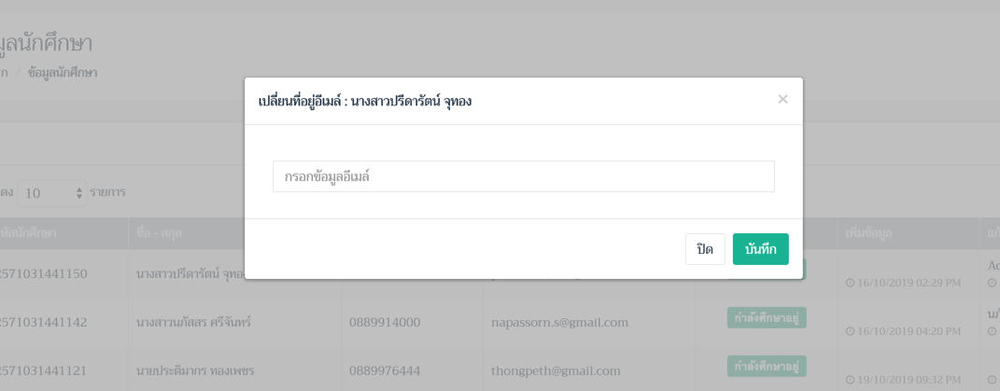 มูลนักศึกษา
ก / ข้อมูลนักศึกษา
เปลี่ยนที่อยู่อีเมล์ : นางสาวปรีดารัตน์ จุทอง ×
กรอกข้อมูลอีเมล์
ปิด บันทึก
ดง 10 รายการ
หัสนักศึกษา ชื่อ - สกุล เพิ่มข้อมูล
2571031441150 นางสาวปรีดารัตน์ จุทอง 16/10/2019 02:29 PM
2571031441142 นางสาวนภัสสร ศรีจันทร์ 0889914000 napassorn.s@gmail.com กำลังศึกษาอยู่ 16/10/2019 04:20 PM
2571031441121 นายประติมากร ทองเพชร 0889976444 thongpeth@gmail.com กำลังศึกษาอยู่ 19/10/2019 09:32 PM